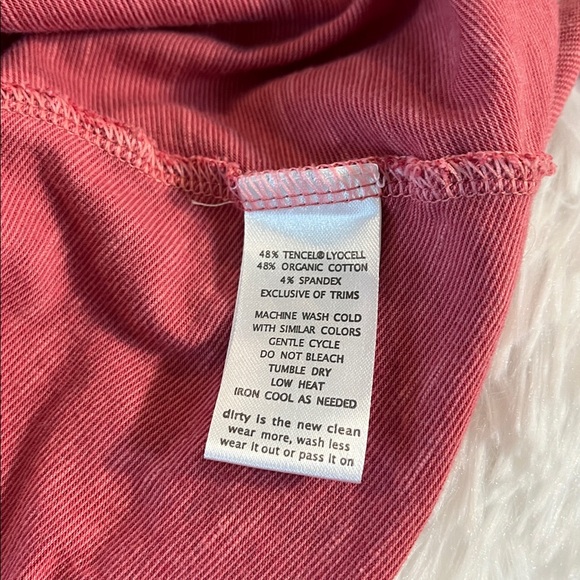 48% TENCEL® LYOCELL
48% ORGANIC COTTON
4% SPANDEX
EXCLUSIVE OF TRIMS
MACHINE WASH COLD
WITH SIMILAR COLORS
GENTLE CYCLE
DO NOT BLEACH
TUMBLE DRY
LOW HEAT
IRON COOL AS NEEDED
dirty is the new clean
wear more, wash less
wear it out or pass it on